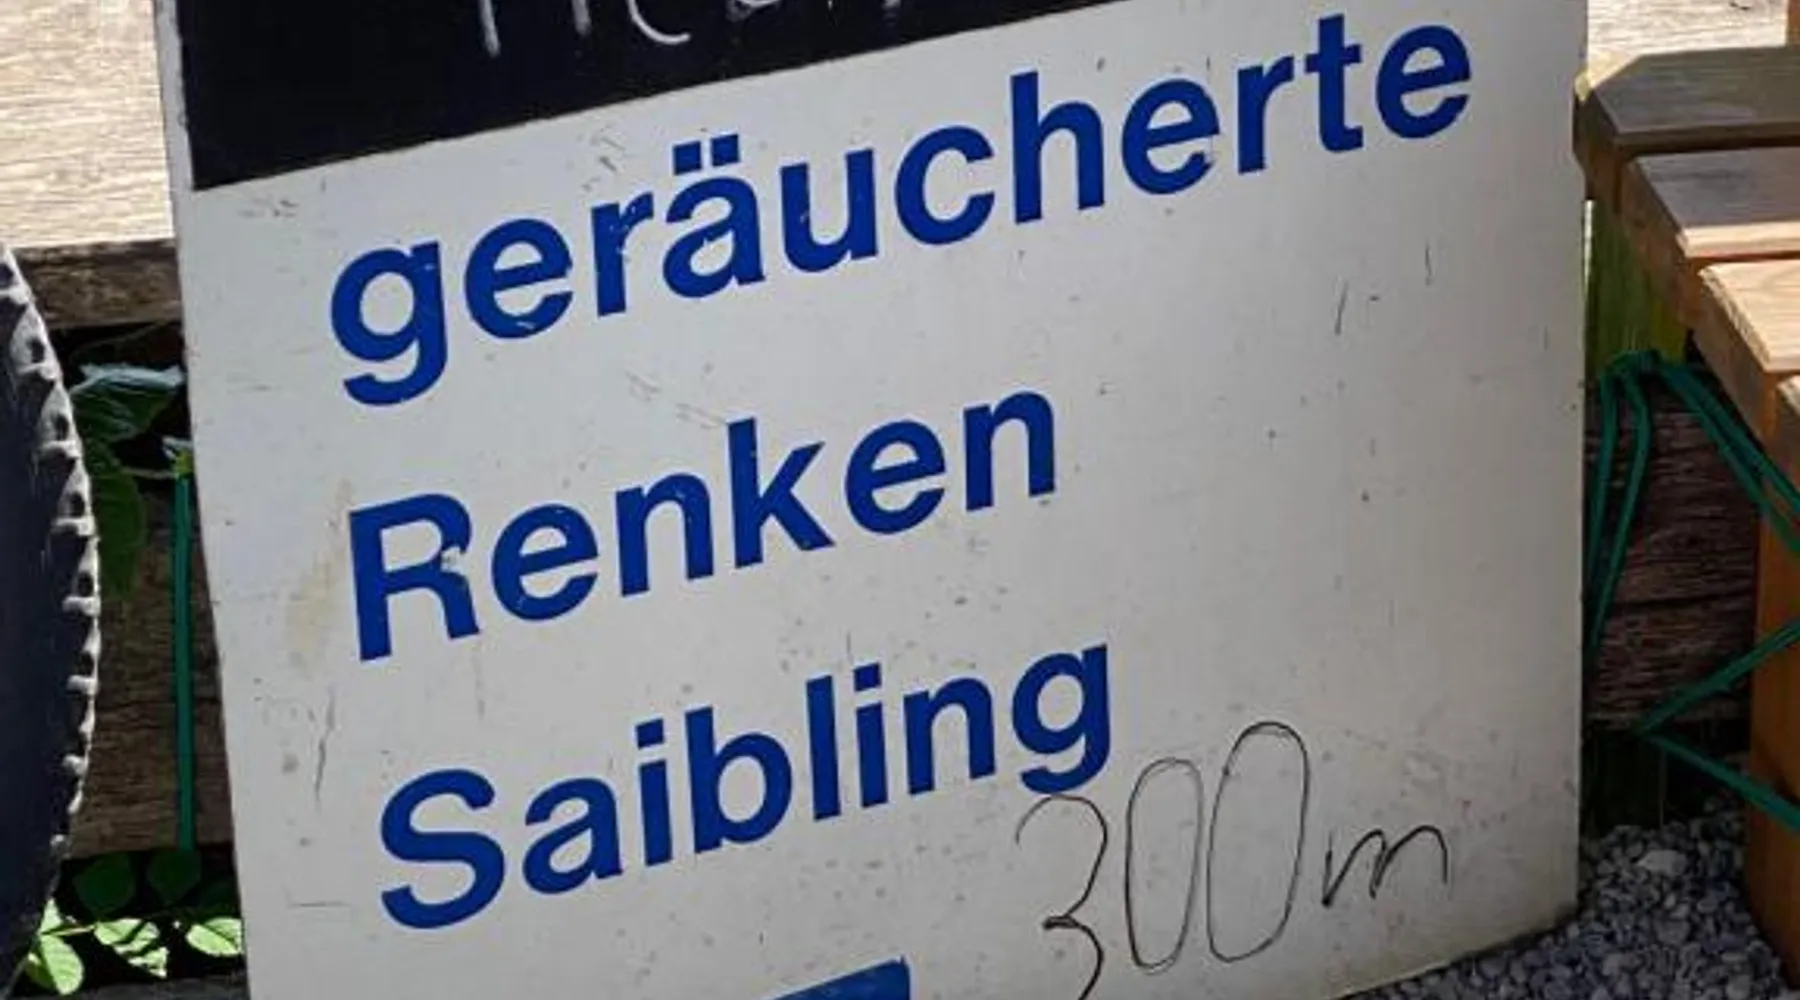 geräucherte
Renken
Saibling
300m